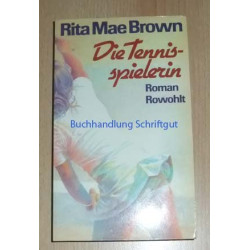 Rita Mae Brown
Die Tennis-
spielerin
Roman
Rowohlt
Buchhandlung Schriftgut